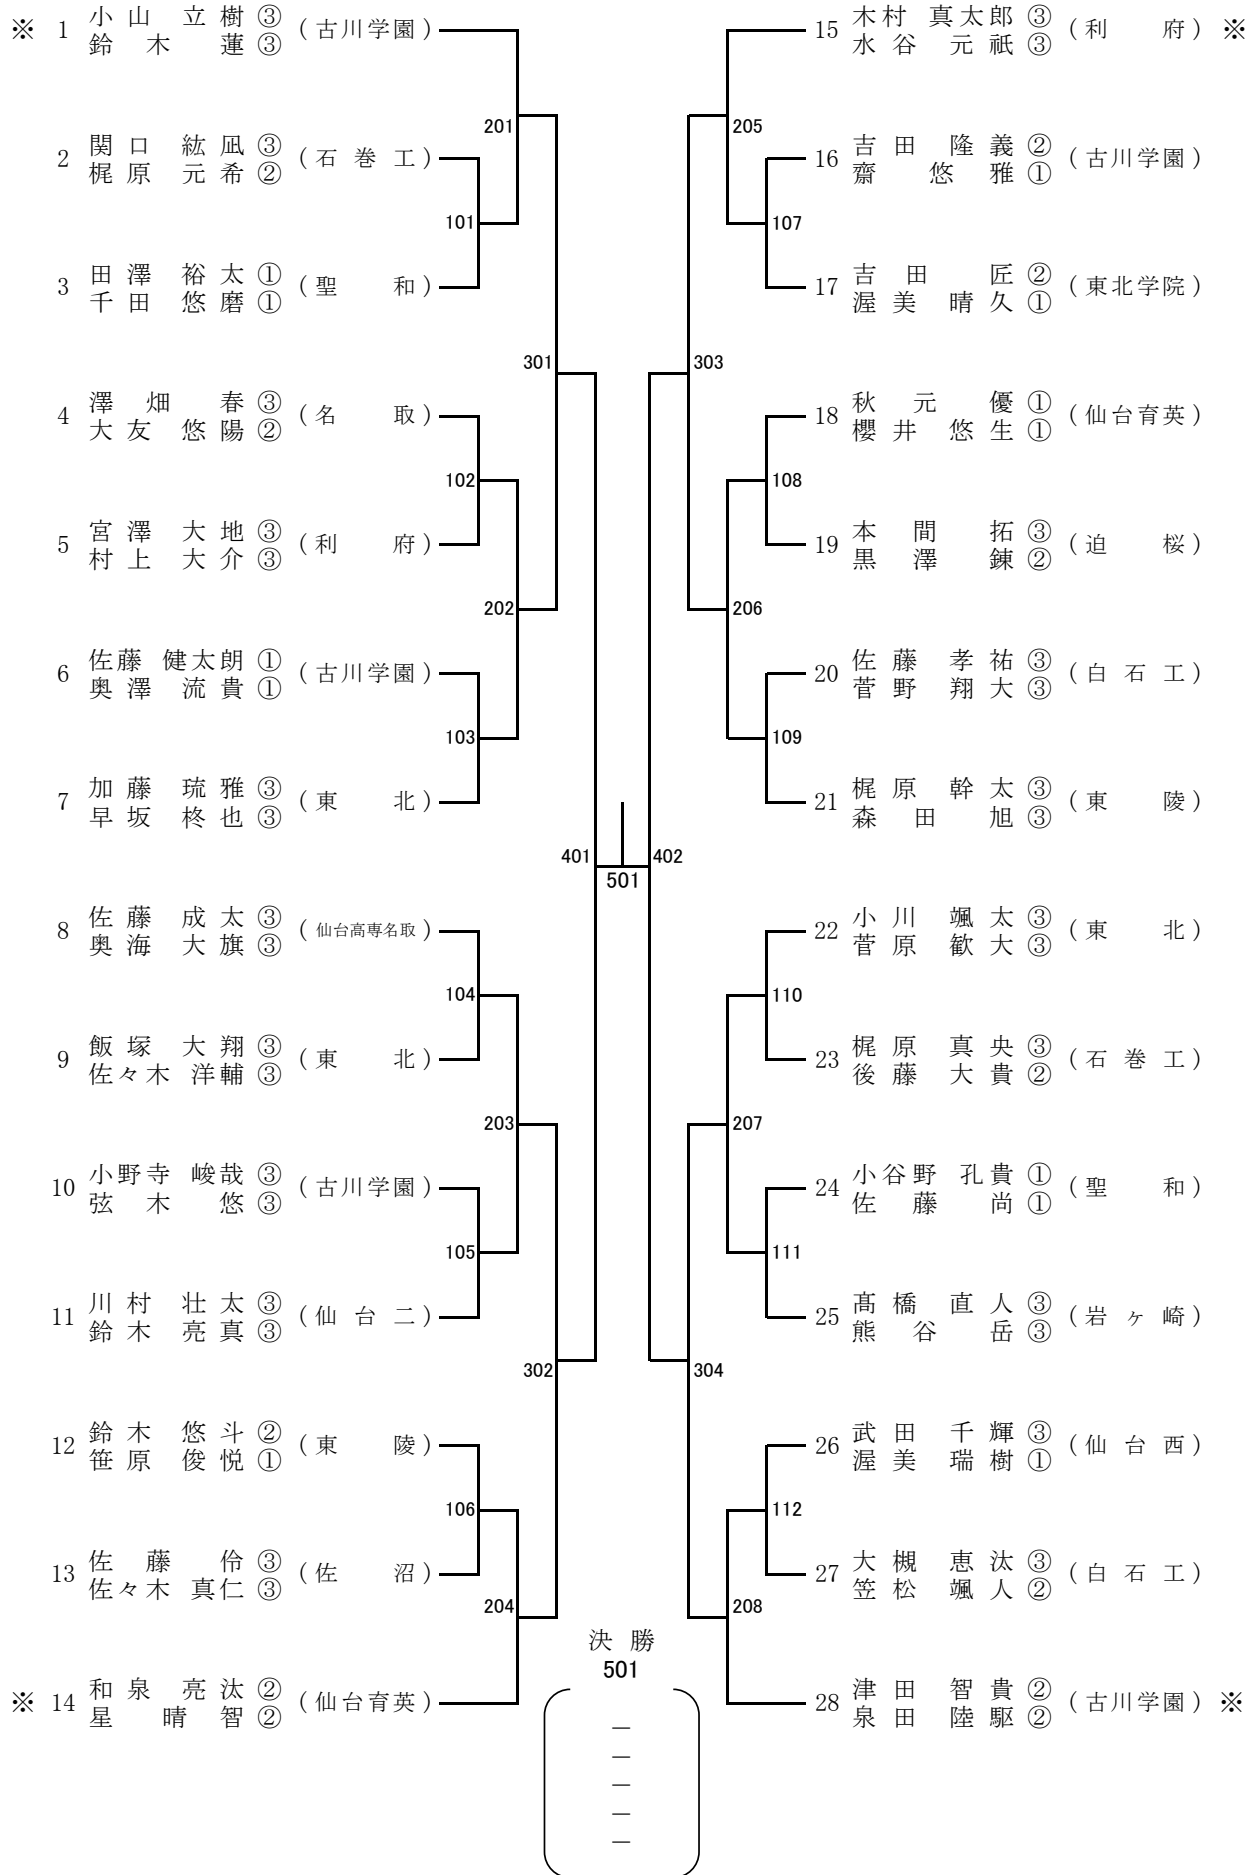 ※ 1 小山 立樹 ③ (古川学園)
鈴木 蓮 ③
201
2 関口 紘凪 ③ (石巻工)
梶原 元希 ②
101
3 田澤 裕太 ① (聖和)
千田 悠磨 ①
301
4 澤畑 春 ③ (名取)
大友 悠陽 ②
102
5 宮澤 大地 ③ (利府)
村上 大介 ③
202
6 佐藤 健太朗 ① (古川学園)
奥澤 流貴 ①
103
7 加藤 琉雅 ③ (東北)
早坂 柊也 ③
401
8 佐藤 成太 ③ (仙台高専名取)
奥海 大旗 ③
104
9 飯塚 大翔 ③ (東北)
佐々木 洋輔 ③
203
10 小野寺 峻哉 ③ (古川学園)
弦木 悠 ③
105
11 川村 壮太 ③ (仙台二)
鈴木 亮真 ③
302
12 鈴木 悠斗 ② (東陵)
笹原 俊悦 ①
106
13 佐藤 伶 ③ (佐沼)
佐々木 真仁 ③
204
※ 14 和泉 亮汰 ② (仙台育英)
星 晴智 ②
501
15 木村 真太郎 ③ (利府) ※
水谷 元祇 ③
205
16 吉田 隆義 ② (古川学園)
齋 悠雅 ①
107
17 吉田 匠 ② (東北学院)
渥美 晴久 ①
303
18 秋元 優 ① (仙台育英)
櫻井 悠生 ①
108
19 本間 拓 ③ (迫桜)
黒澤 錬 ②
206
20 佐藤 孝祐 ③ (白石工)
菅野 翔大 ③
109
21 梶原 幹太 ③ (東陵)
森田 旭 ③
402
22 小川 颯太 ③ (東北)
菅原 歓大 ③
110
23 梶原 真央 ③ (石巻工)
後藤 大貴 ②
207
24 小谷野 孔貴 ① (聖和)
佐藤 尚 ①
111
25 髙橋 直人 ③ (岩ヶ崎)
熊谷 岳 ③
304
26 武田 千輝 ③ (仙台西)
渥美 瑞樹 ①
112
27 大槻 恵汰 ③ (白石工)
笠松 颯人 ②
208
28 津田 智貴 ② (古川学園) ※
泉田 陸駆 ②
決勝
501
－
－
－
－
－